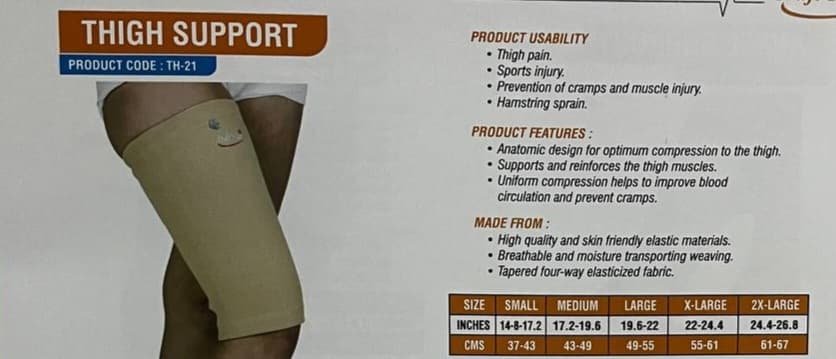 THIGH SUPPORT
PRODUCT CODE : TH-21
PRODUCT USABILITY
• Thigh pain.
• Sports injury.
• Prevention of cramps and muscle injury.
• Hamstring sprain.
PRODUCT FEATURES :
• Anatomic design for optimum compression to the thigh.
• Supports and reinforces the thigh muscles.
• Uniform compression helps to improve blood
circulation and prevent cramps.
MADE FROM :
• High quality and skin friendly elastic materials.
• Breathable and moisture transporting weaving.
• Tapered four-way elasticized fabric.
SIZE SMALL MEDIUM LARGE X-LARGE 2X-LARGE
INCHES 14-8-17.2 17.2-19.6 19.6-22 22-24.4 24.4-26.8
CMS 37-43 43-49 49-55 55-61 61-67